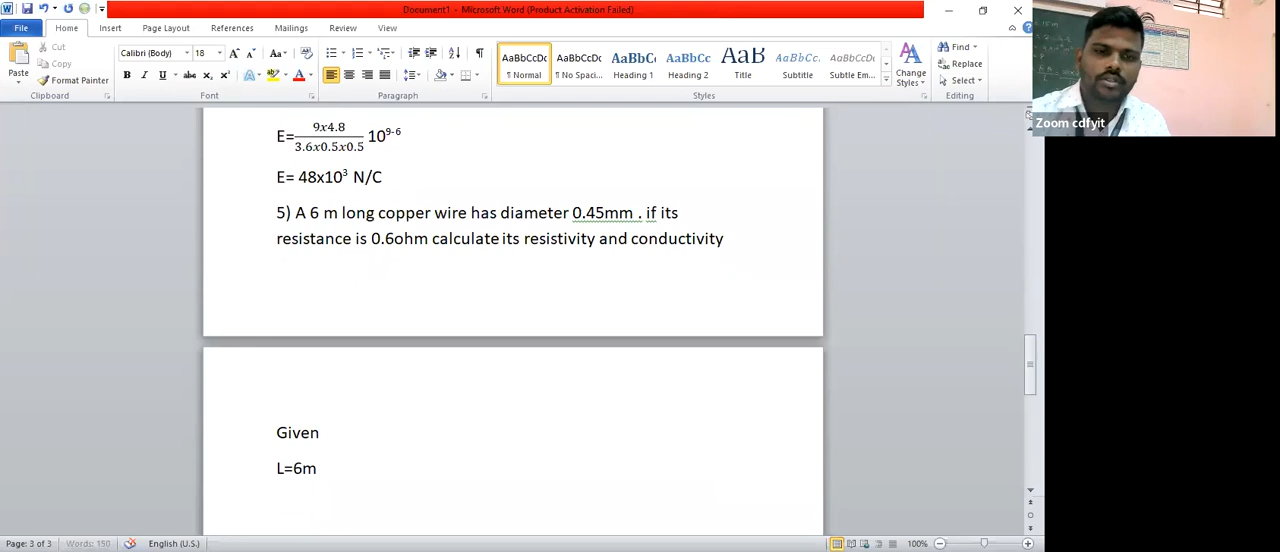 Document1 - Microsoft Word (Product Activation Failed)
File Home Insert Page Layout References Mailings Review View
Paste
Cut
Copy
Format Painter
Clipboard
Calibri (Body) 18
Font
Paragraph
AaBbCcDc AaBbCcDc AaBbC AaBbCc AaB AaBbCc. AaBbCcDc
¶ Normal ¶ No Spaci... Heading 1 Heading 2 Title Subtitle Subtle Em...
Change Styles
Styles
Find
Replace
Select
Editing
Zoom cdfyit
E= 9x4.8 / 3.6x0.5x0.5 10⁹⁻⁶
E= 48x10³ N/C
5) A 6 m long copper wire has diameter 0.45mm . if its
resistance is 0.6ohm calculate its resistivity and conductivity
Given
L=6m
Page: 3 of 3 Words: 150 English (U.S.) 100%